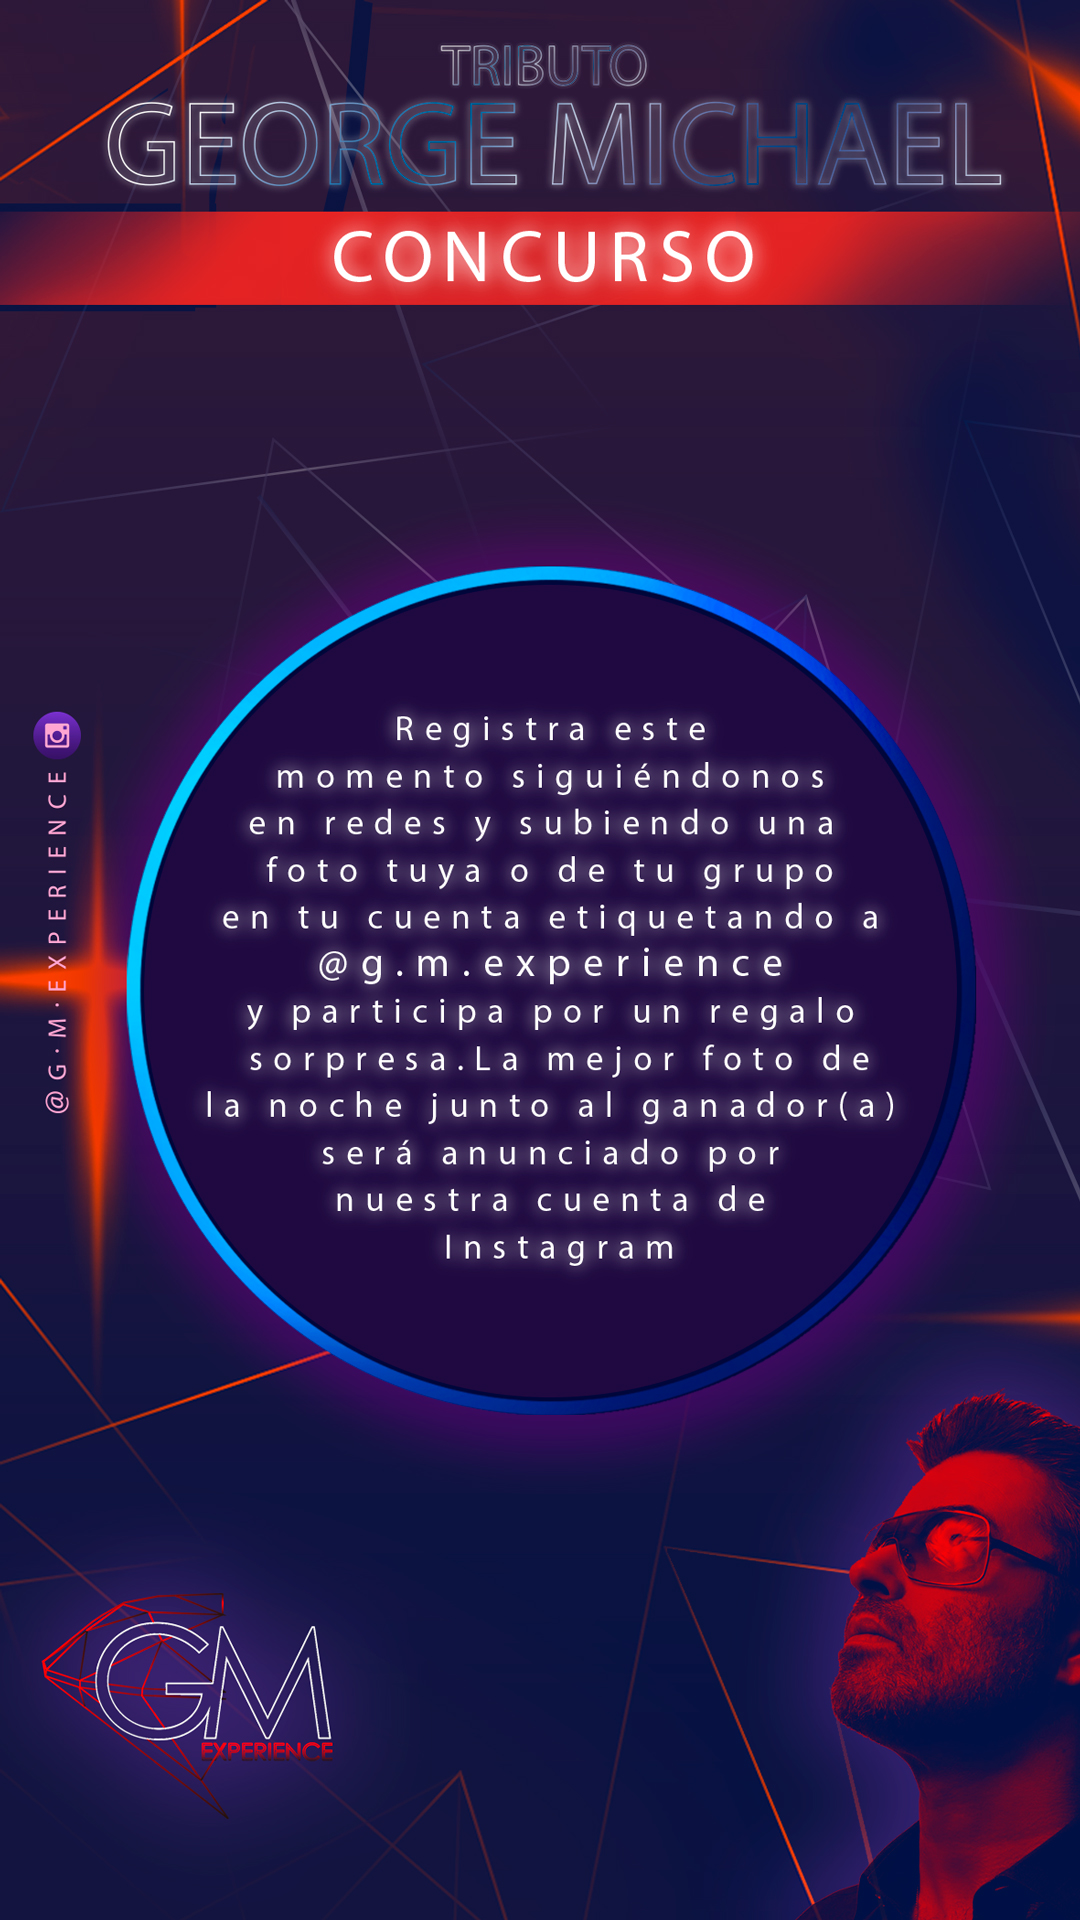 TRIBUTO
GEORGE MICHAEL
CONCURSO
Registra este
momento siguiéndonos
en redes y subiendo una
foto tuya o de tu grupo
en tu cuenta etiquetando a
@g.m.experience
y participa por un regalo
sorpresa.La mejor foto de
la noche junto al ganador(a)
será anunciado por
nuestra cuenta de
Instagram
@G·M·EXPERIENCE
GM
EXPERIENCE